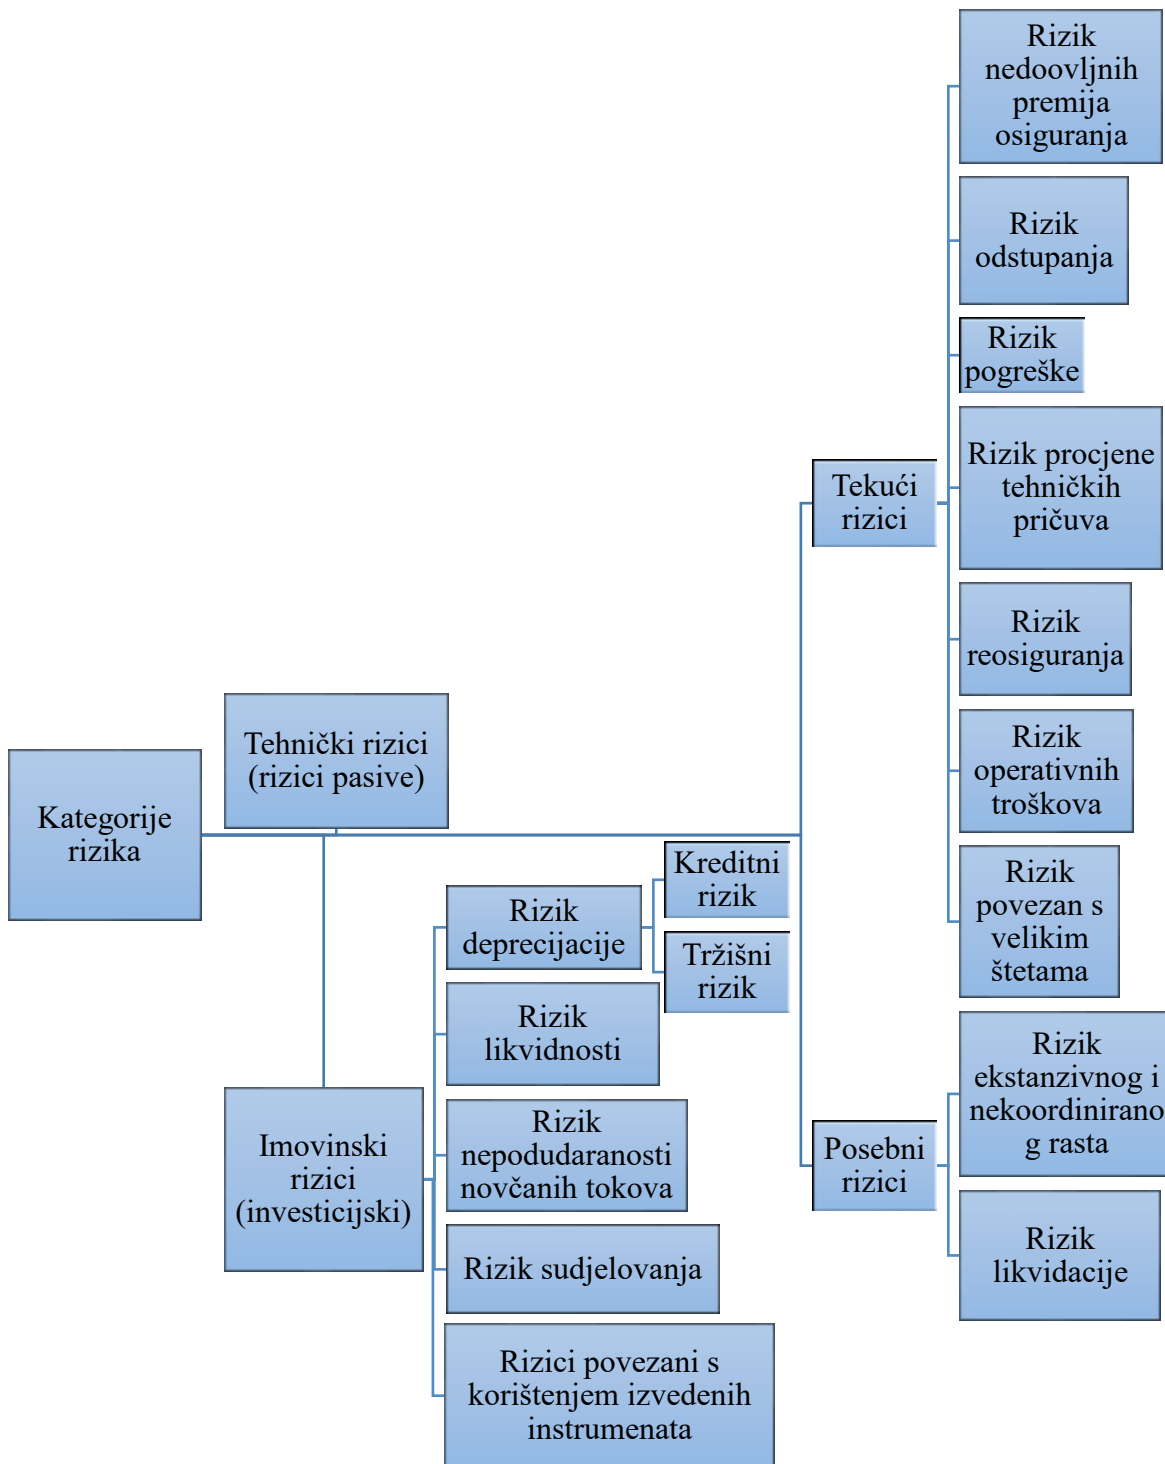 Kategorije
rizika
Tehnički rizici
(rizici pasive)
Tekući
rizici
Rizik
nedoovljnih
premija
osiguranja
Rizik
odstupanja
Rizik
pogreške
Rizik procjene
tehničkih
pričuva
Rizik
reosiguranja
Rizik
operativnih
troškova
Rizik
povezan s
velikim
štetama
Posebni
rizici
Rizik
ekstanzivnog i
nekoordinirano
g rasta
Rizik
likvidacije
Imovinski
rizici
(investicijski)
Rizik
deprecijacije
Kreditni
rizik
Tržišni
rizik
Rizik
likvidnosti
Rizik
nepodudaranosti
novčanih tokova
Rizik sudjelovanja
Rizici povezani s
korištenjem izvedenih
instrumenata